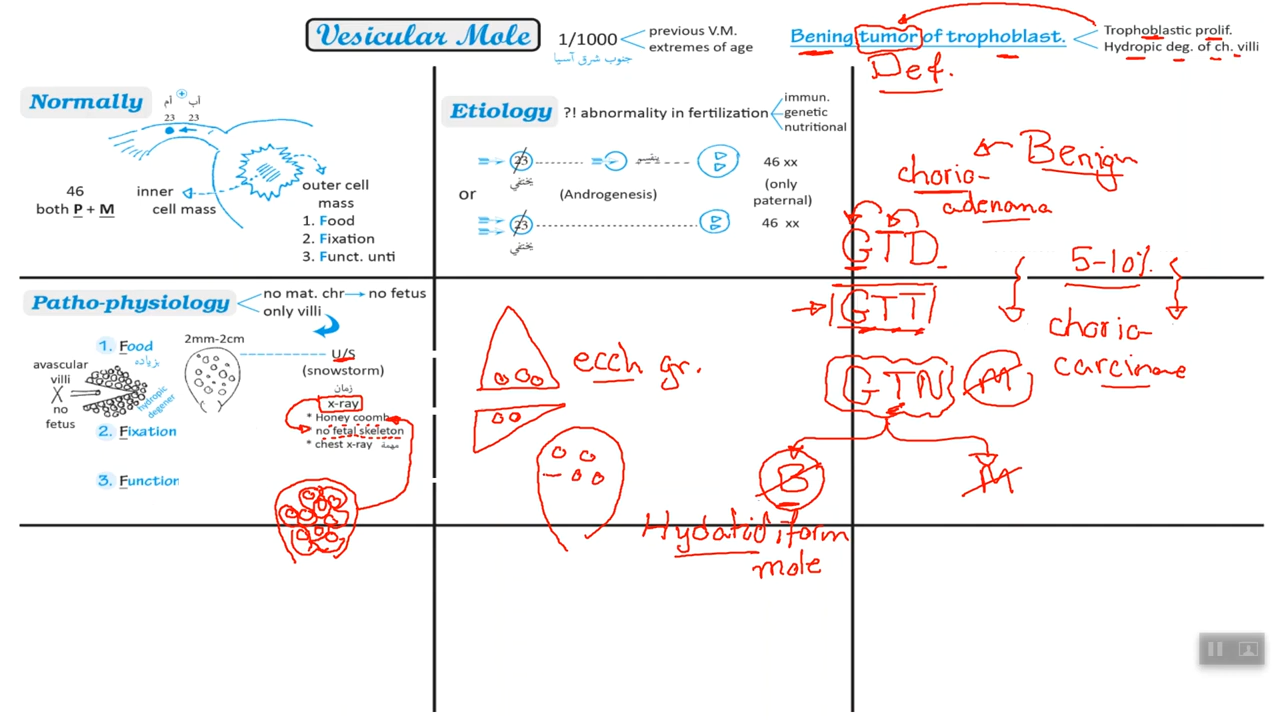 Vesicular Mole
1/1000
previous V.M.
extremes of age
جنوب شرق آسيا
Bening tumor of trophoblast.
Trophoblastic prolif.
Hydropic deg. of ch. villi
Def.
Normally
أم + أب
23 23
46
both P + M
inner
cell mass
outer cell
mass
1. Food
2. Fixation
3. Funct. unti
Etiology
?! abnormality in fertilization
immun.
genetic
nutritional
23
يختفي
ينقسم
46 xx
or
(Androgenesis)
(only
paternal)
23
يختفي
46 xx
Benign
chorio-
adenoma
GTD
5-10%
GTT
chorio-
carcinoma
GTN
M
B
M
Hydatidiform
mole
Patho-physiology
no mat. chr → no fetus
only villi
1. Food
بزياده
2mm-2cm
avascular
villi
no
fetus
hydropic
degener
U/S
(snowstorm)
زمان
x-ray
* Honey coomb
no fetal skeleton
* chest x-ray مهمة
2. Fixation
3. Function
ecch gr.